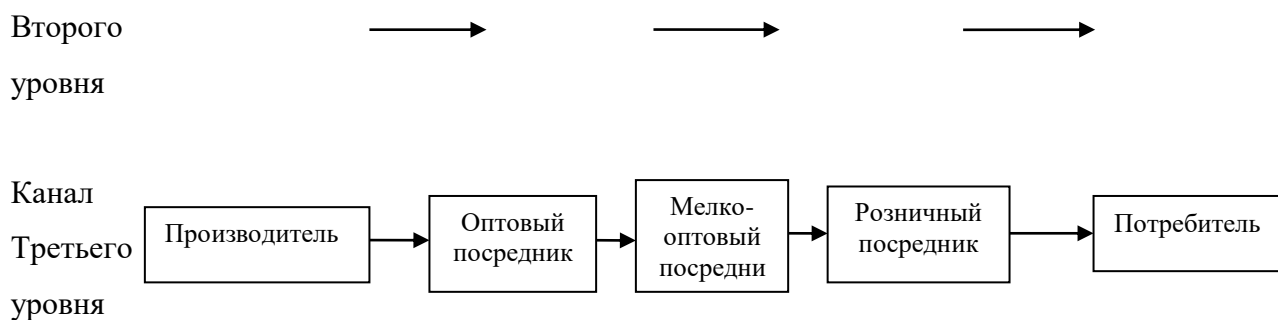 Второго
уровня
Канал
Третьего
уровня
Производитель
Оптовый
посредник
Мелко-
оптовый
посредни
Розничный
посредник
Потребитель